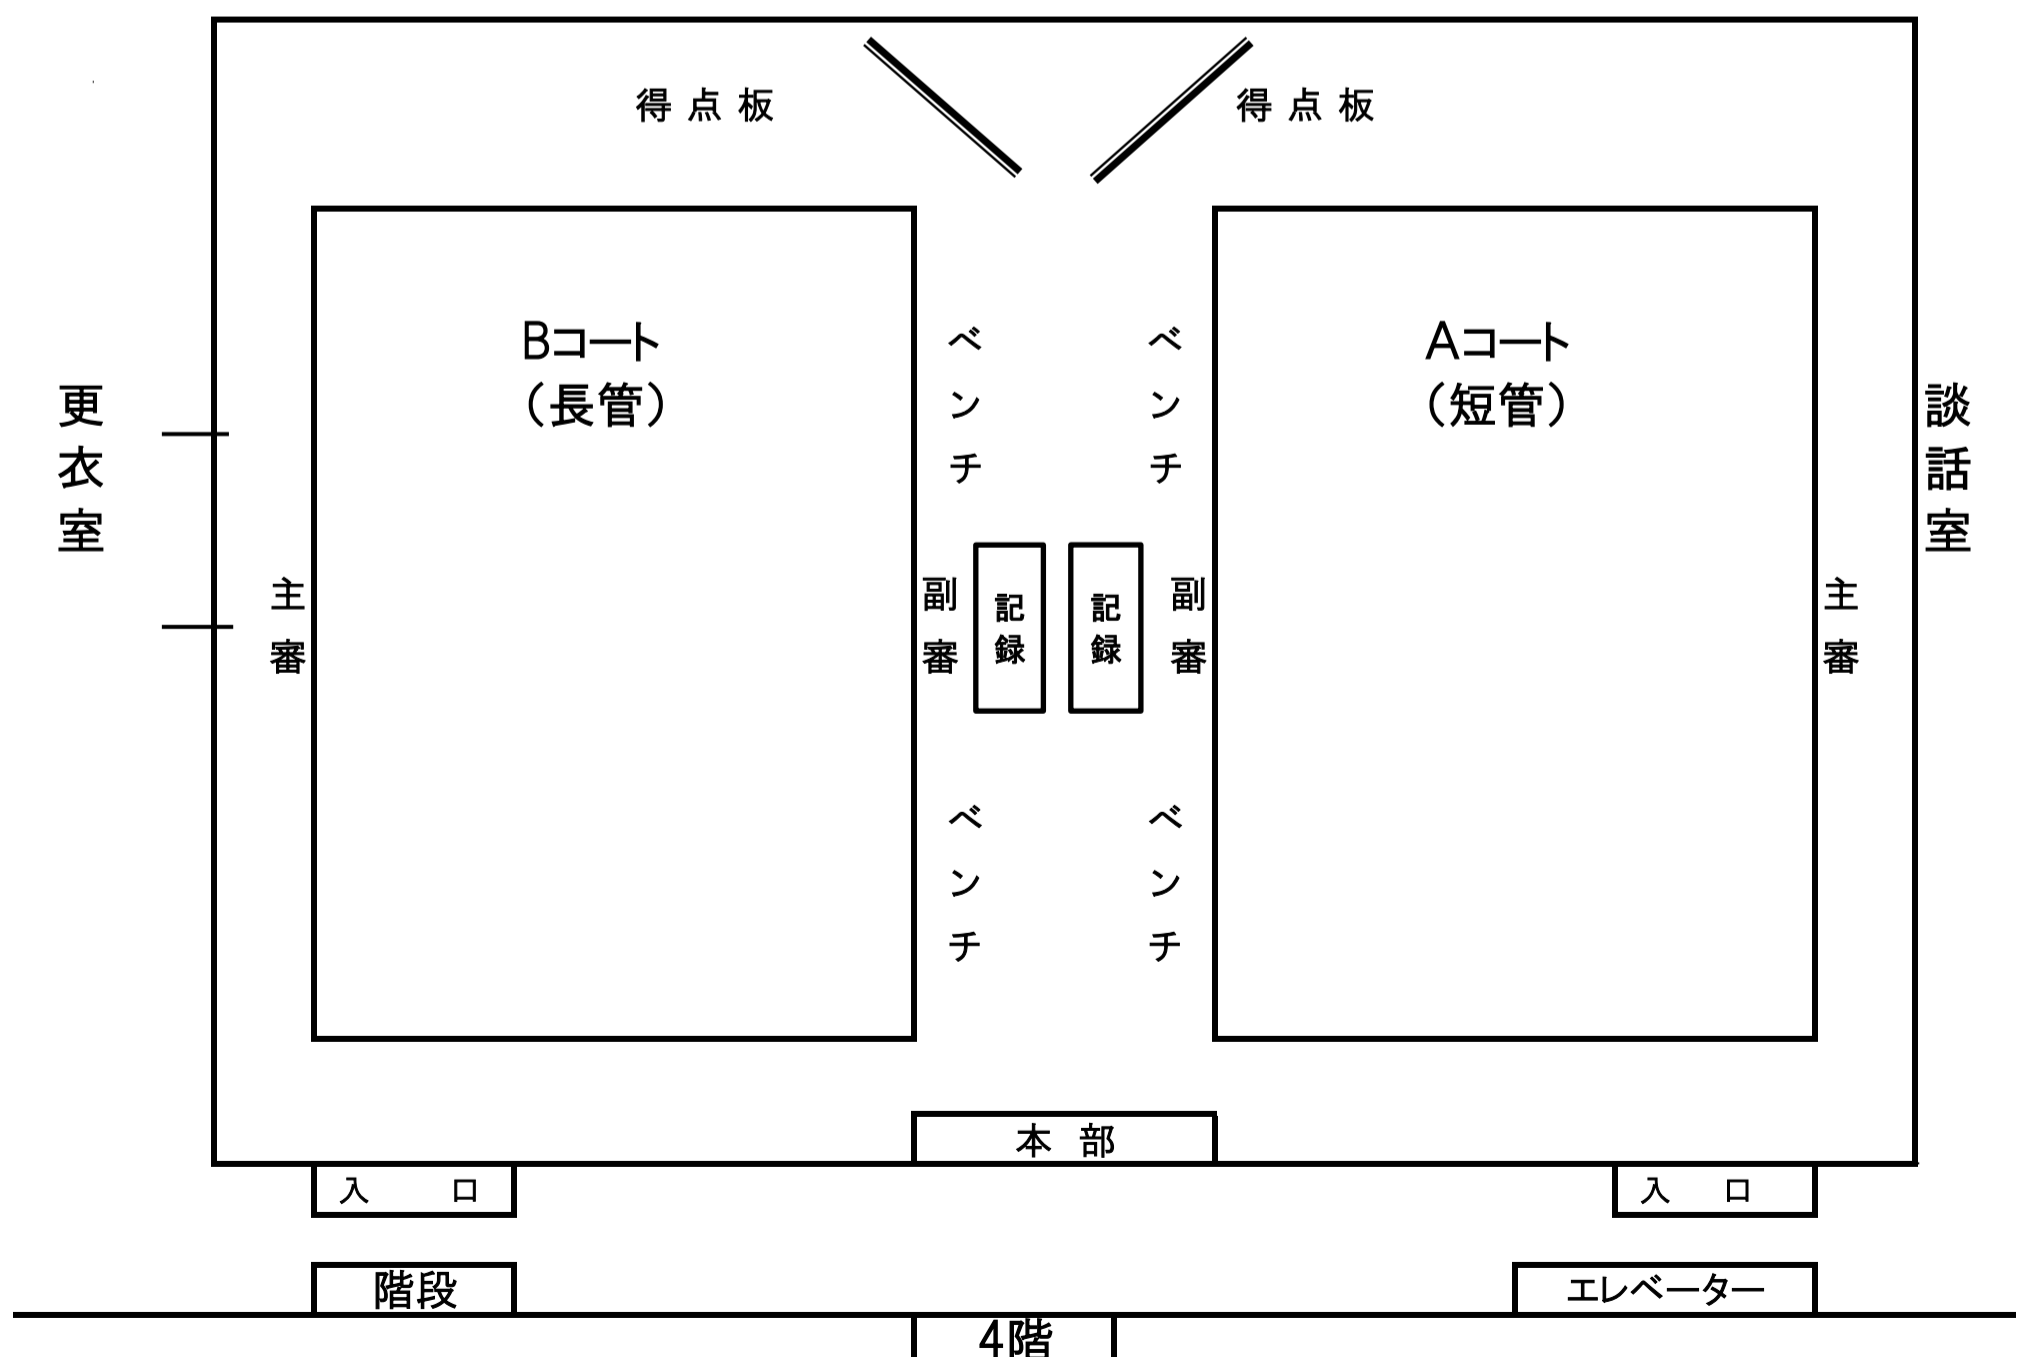 得点板
得点板
Bコート
（長管）
Aコート
（短管）
ベンチ
ベンチ
更衣室
談話室
主審
副審
記録
記録
副審
主審
ベンチ
ベンチ
本部
入口
入口
階段
エレベーター
4階